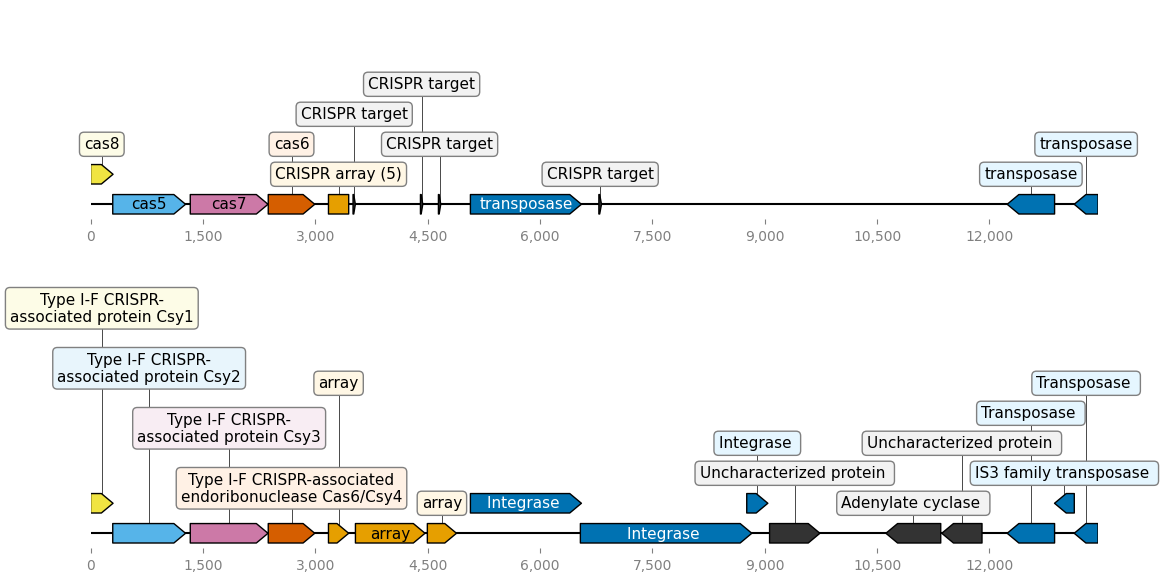 CRISPR target
CRISPR target
cas8
cas6
CRISPR target
transposase
CRISPR array (5)
CRISPR target
transposase
cas5
cas7
transposase
0
1,500
3,000
4,500
6,000
7,500
9,000
10,500
12,000
Type I-F CRISPR-
associated protein Csy1
Type I-F CRISPR-
associated protein Csy2
array
Transposase
Type I-F CRISPR-
associated protein Csy3
Transposase
Integrase
Uncharacterized protein
Type I-F CRISPR-associated
endoribonuclease Cas6/Csy4
Uncharacterized protein
IS3 family transposase
array
Integrase
Adenylate cyclase
array
Integrase
0
1,500
3,000
4,500
6,000
7,500
9,000
10,500
12,000